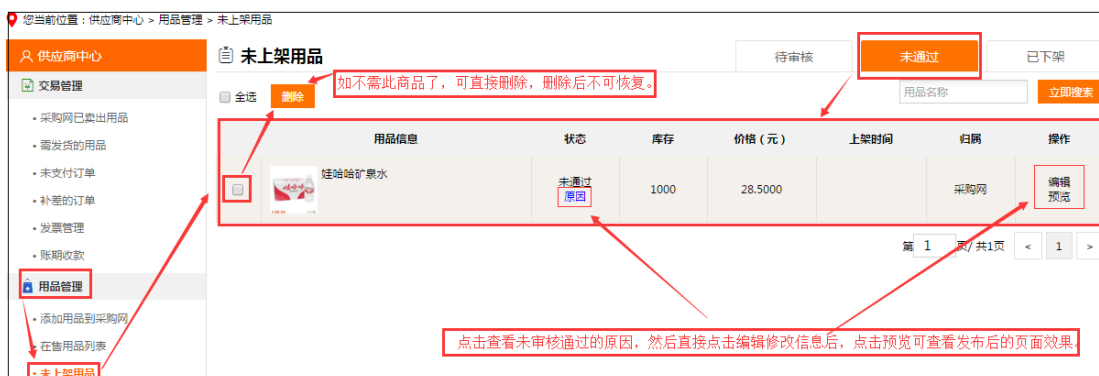 您当前位置：供应商中心 > 用品管理 > 未上架用品
供应商中心
交易管理
• 采购网已卖出用品
• 需发货的用品
• 未支付订单
• 补差的订单
• 发票管理
• 账期收款
用品管理
• 添加用品到采购网
• 在售用品列表
• 未上架用品
未上架用品
待审核
未通过
已下架
如不需此商品了，可直接删除，删除后不可恢复。
全选
删除
用品名称
立即搜索
用品信息 状态 库存 价格（元） 上架时间 归属 操作
娃哈哈矿泉水
未通过
原因
1000
28.5000
采购网
编辑
预览
第 1 页/共1页 < 1 >
点击查看未审核通过的原因，然后直接点击编辑修改信息后，点击预览可查看发布后的页面效果。